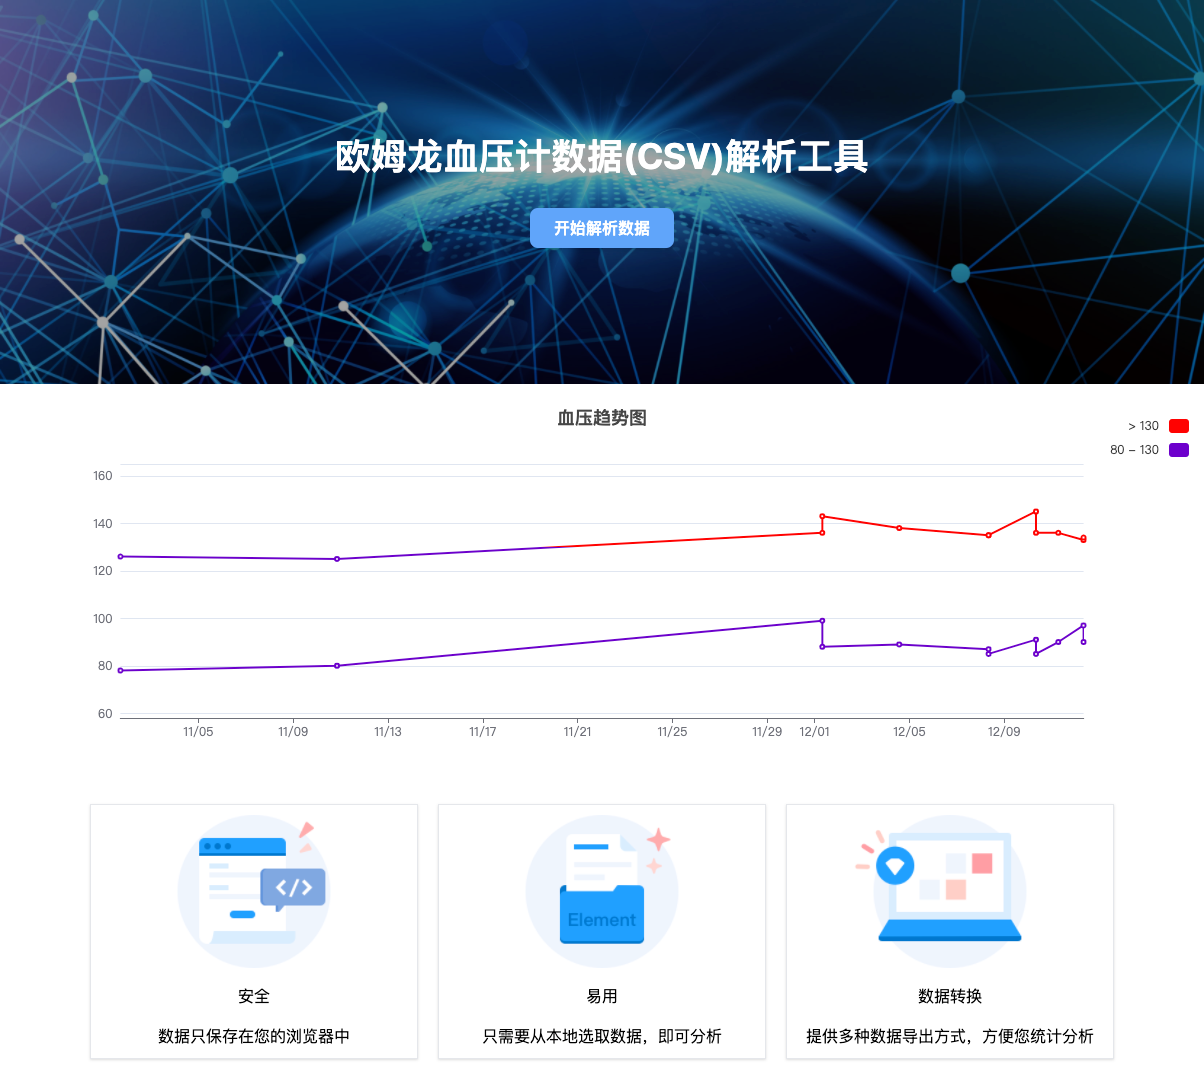 欧姆龙血压计数据(CSV)解析工具
开始解析数据
血压趋势图
> 130
80 – 130
160
140
120
100
80
60
11/05 11/09 11/13 11/17 11/21 11/25 11/29 12/01 12/05 12/09
</>
Element
安全
易用
数据转换
数据只保存在您的浏览器中
只需要从本地选取数据，即可分析
提供多种数据导出方式，方便您统计分析